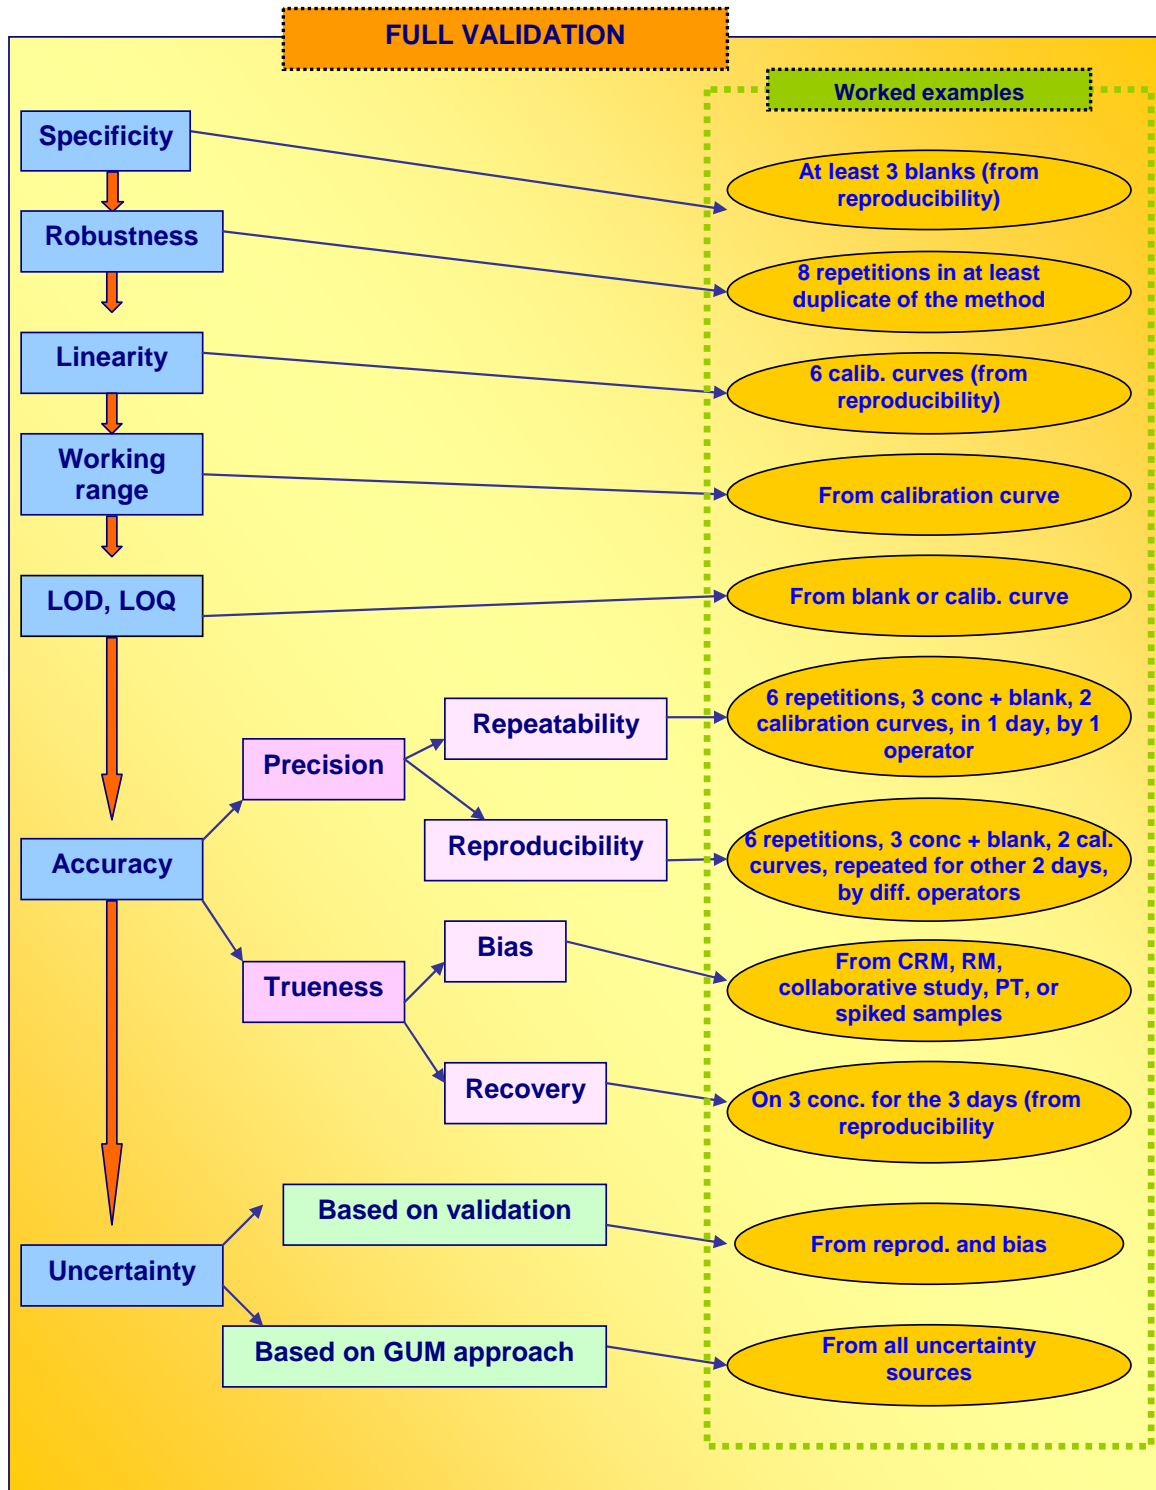 FULL VALIDATION
Worked examples
Specificity
At least 3 blanks (from
reproducibility)
Robustness
8 repetitions in at least
duplicate of the method
Linearity
6 calib. curves (from
reproducibility)
Working
range
From calibration curve
LOD, LOQ
From blank or calib. curve
Accuracy
Precision
Repeatability
6 repetitions, 3 conc + blank, 2
calibration curves, in 1 day, by 1
operator
Reproducibility
6 repetitions, 3 conc + blank, 2 cal.
curves, repeated for other 2 days,
by diff. operators
Trueness
Bias
From CRM, RM,
collaborative study, PT, or
spiked samples
Recovery
On 3 conc. for the 3 days (from
reproducibility
Uncertainty
Based on validation
From reprod. and bias
Based on GUM approach
From all uncertainty
sources